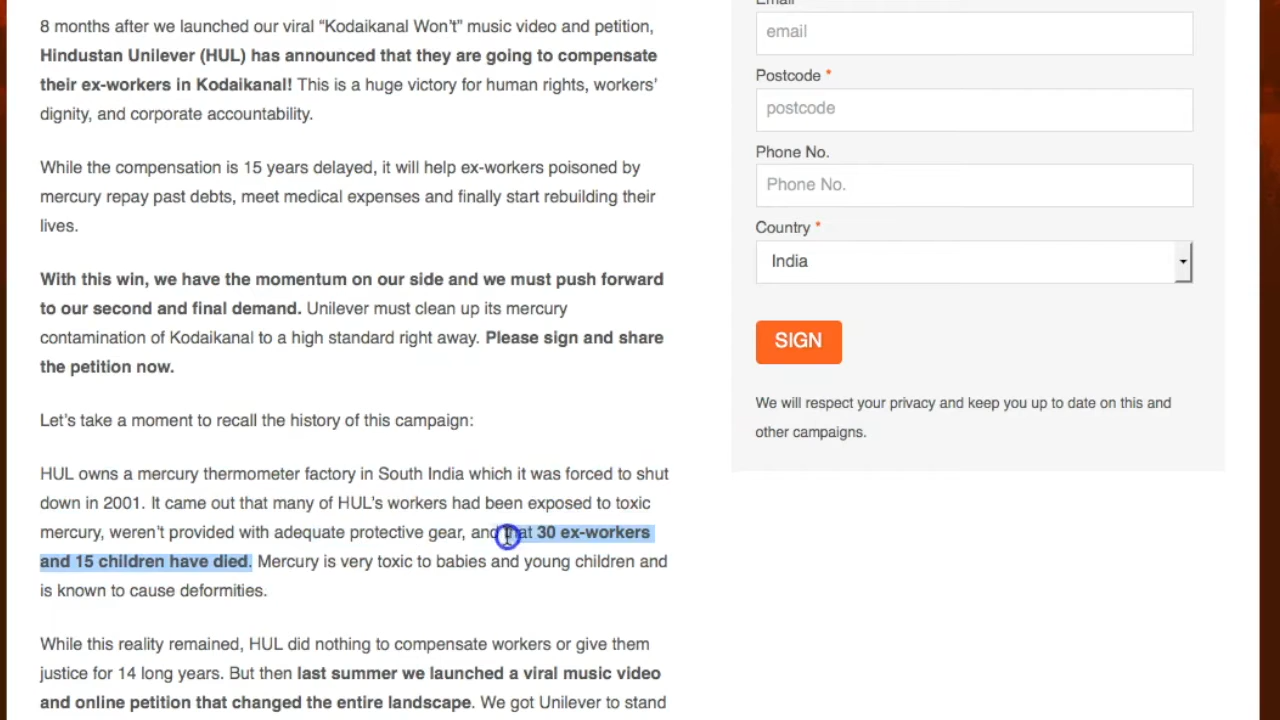 8 months after we launched our viral “Kodaikanal Won’t” music video and petition,
Hindustan Unilever (HUL) has announced that they are going to compensate
their ex-workers in Kodaikanal! This is a huge victory for human rights, workers’
dignity, and corporate accountability.
While the compensation is 15 years delayed, it will help ex-workers poisoned by
mercury repay past debts, meet medical expenses and finally start rebuilding their
lives.
With this win, we have the momentum on our side and we must push forward
to our second and final demand. Unilever must clean up its mercury
contamination of Kodaikanal to a high standard right away. Please sign and share
the petition now.
Let’s take a moment to recall the history of this campaign:
HUL owns a mercury thermometer factory in South India which it was forced to shut
down in 2001. It came out that many of HUL’s workers had been exposed to toxic
mercury, weren’t provided with adequate protective gear, and that 30 ex-workers
and 15 children have died. Mercury is very toxic to babies and young children and
is known to cause deformities.
While this reality remained, HUL did nothing to compensate workers or give them
justice for 14 long years. But then last summer we launched a viral music video
and online petition that changed the entire landscape. We got Unilever to stand
Email
email
Postcode *
postcode
Phone No.
Phone No.
Country *
India
SIGN
We will respect your privacy and keep you up to date on this and
other campaigns.